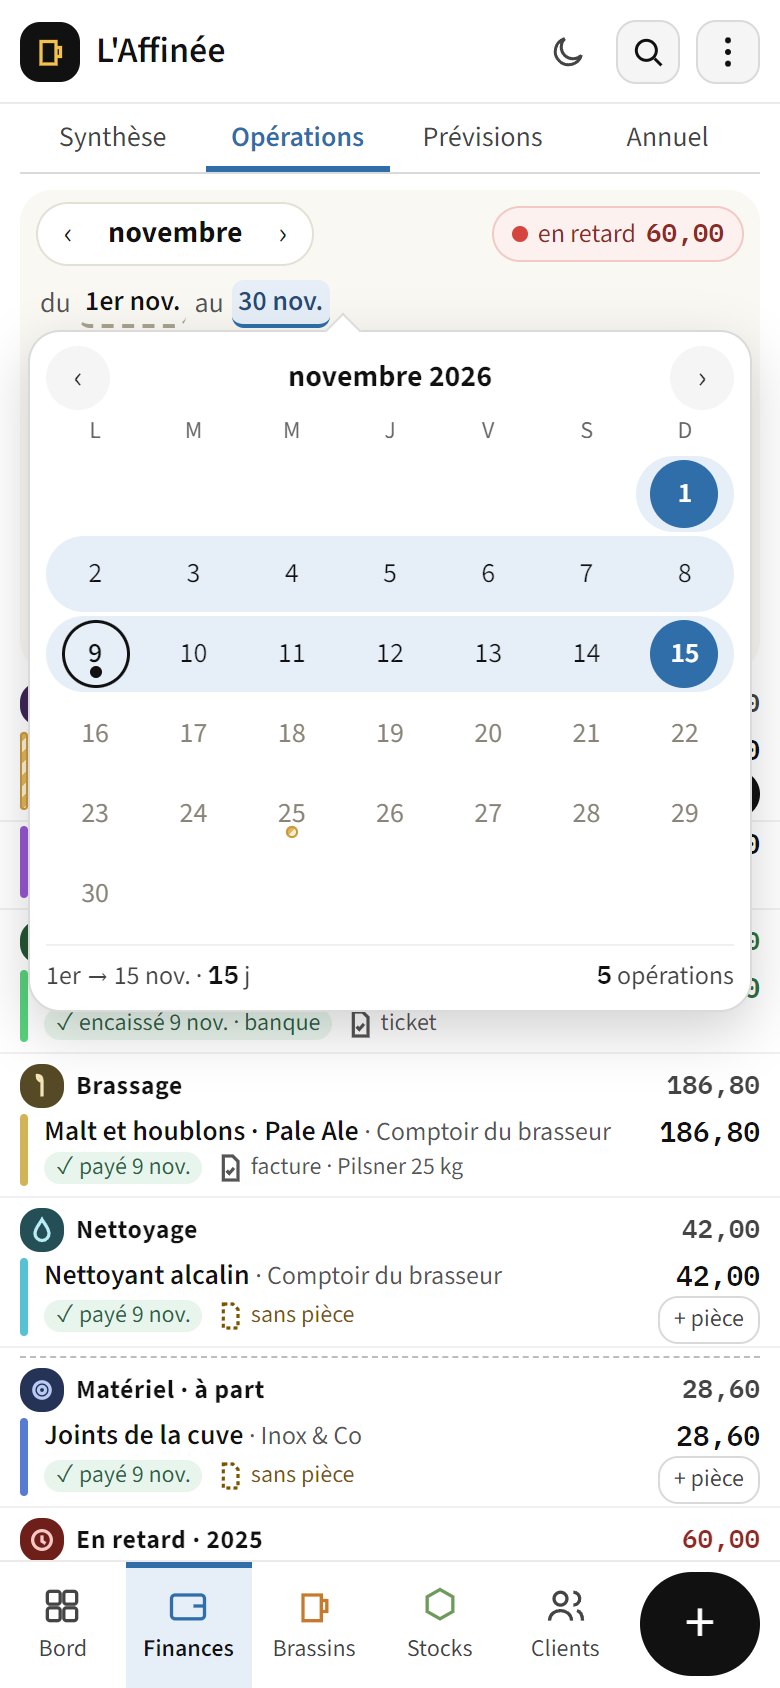 L'Affinée
Synthèse Opérations Prévisions Annuel
‹ novembre › en retard 60,00
du 1er nov. au 30 nov.
‹ novembre 2026 ›
L M M J V S D
1
2 3 4 5 6 7 8
9 10 11 12 13 14 15
16 17 18 19 20 21 22
23 24 25 26 27 28 29
30
1er → 15 nov. · 15 j 5 opérations
✓ encaissé 9 nov. · banque ticket
Brassage 186,80
Malt et houblons · Pale Ale · Comptoir du brasseur 186,80
✓ payé 9 nov. facture · Pilsner 25 kg
Nettoyage 42,00
Nettoyant alcalin · Comptoir du brasseur 42,00
✓ payé 9 nov. sans pièce + pièce
Matériel · à part 28,60
Joints de la cuve · Inox & Co 28,60
✓ payé 9 nov. sans pièce + pièce
En retard · 2025 60,00
Bord Finances Brassins Stocks Clients +